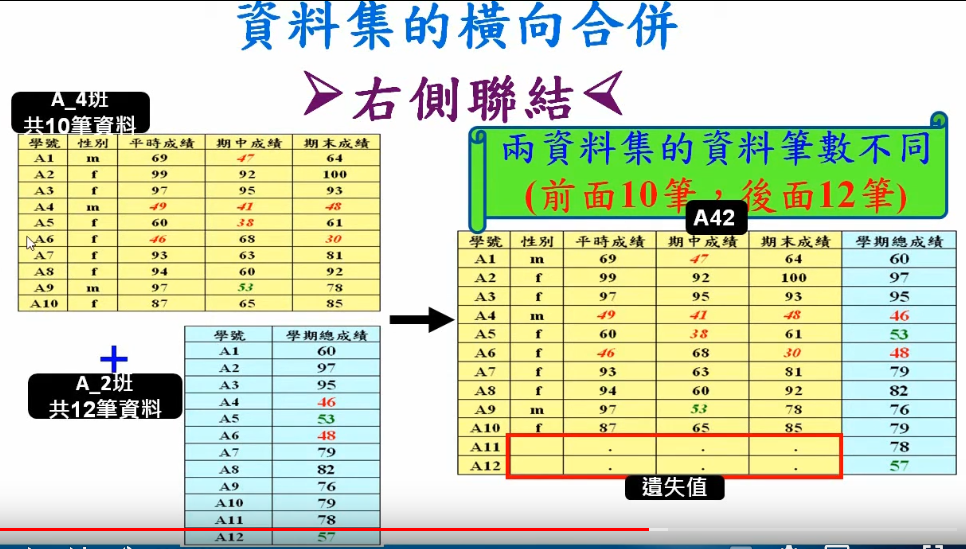 資料集的橫向合併
右側聯結
A_4班
共10筆資料
學號 性別 平時成績 期中成績 期末成績
A1 m 69 47 64
A2 f 99 92 100
A3 f 97 95 93
A4 m 49 41 48
A5 f 60 38 61
A6 f 46 68 30
A7 f 93 63 81
A8 f 94 60 92
A9 m 97 53 78
A10 f 87 65 85
+
A_2班
共12筆資料
學號 學期總成績
A1 60
A2 97
A3 95
A4 46
A5 53
A6 48
A7 79
A8 82
A9 76
A10 79
A11 78
A12 57
兩資料集的資料筆數不同
(前面10筆,後面12筆)
A42
學號 性別 平時成績 期中成績 期末成績 學期總成績
A1 m 69 47 64 60
A2 f 99 92 100 97
A3 f 97 95 93 95
A4 m 49 41 48 46
A5 f 60 38 61 53
A6 f 46 68 30 48
A7 f 93 63 81 79
A8 f 94 60 92 82
A9 m 97 53 78 76
A10 f 87 65 85 79
A11 . . . 78
A12 . . . 57
遺失值